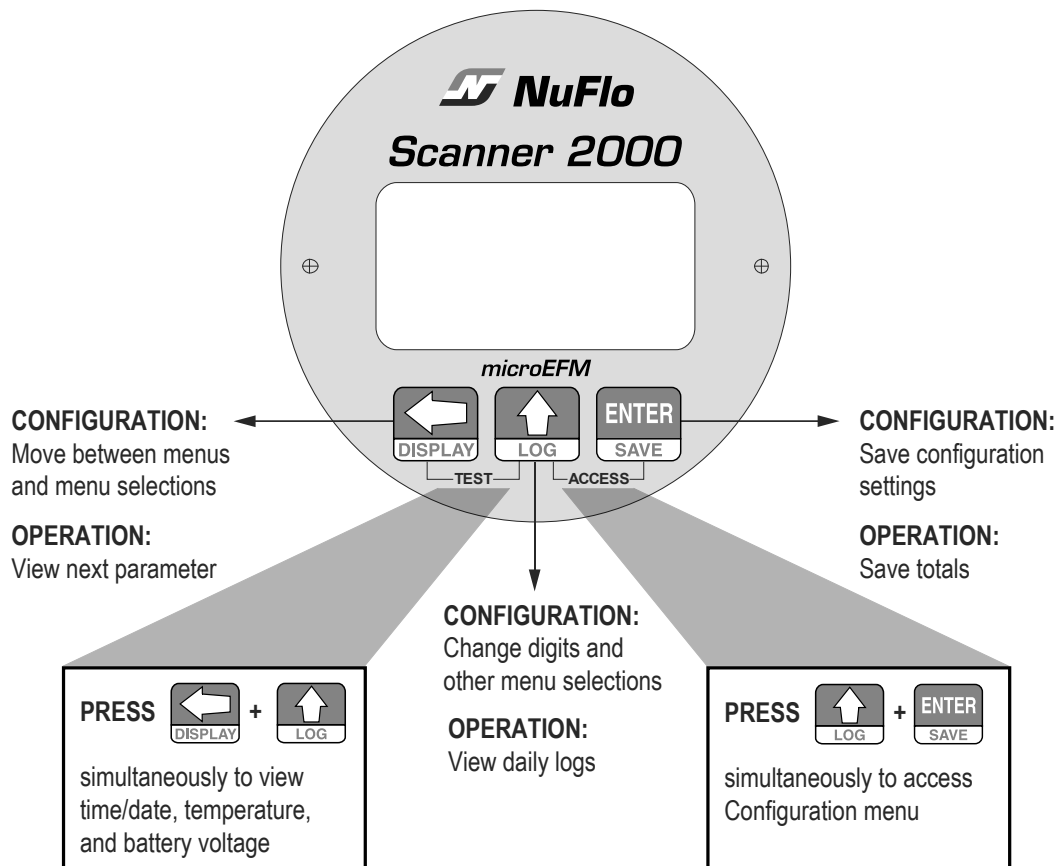 NuFlo
Scanner 2000
microEFM
ENTER
DISPLAY
LOG
SAVE
TEST
ACCESS
CONFIGURATION:
Move between menus
and menu selections
OPERATION:
View next parameter
CONFIGURATION:
Change digits and
other menu selections
OPERATION:
View daily logs
CONFIGURATION:
Save configuration
settings
OPERATION:
Save totals
PRESS DISPLAY + LOG
simultaneously to view
time/date, temperature,
and battery voltage
PRESS LOG + ENTER SAVE
simultaneously to access
Configuration menu